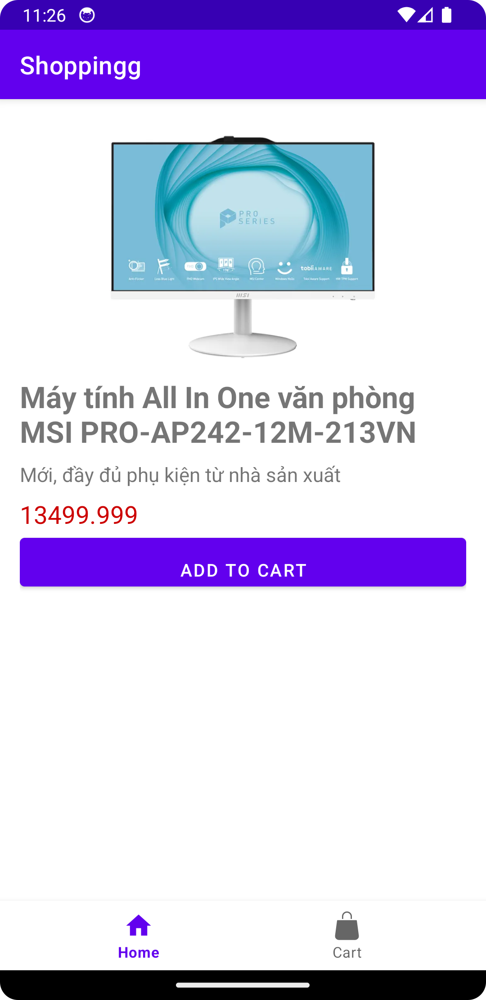 11:26
Shoppingg
PRO
SERIES
Anti-Flicker
Less Blue Light
FHD
FHD Webcam
IPS
178°
IPS Wide View Angle
MSI Center
Windows Hello
tobii AWARE
Tobii Aware Support
HW TPM Support
msi
Máy tính All In One văn phòng
MSI PRO-AP242-12M-213VN
Mới, đầy đủ phụ kiện từ nhà sản xuất
13499.999
ADD TO CART
Home
Cart